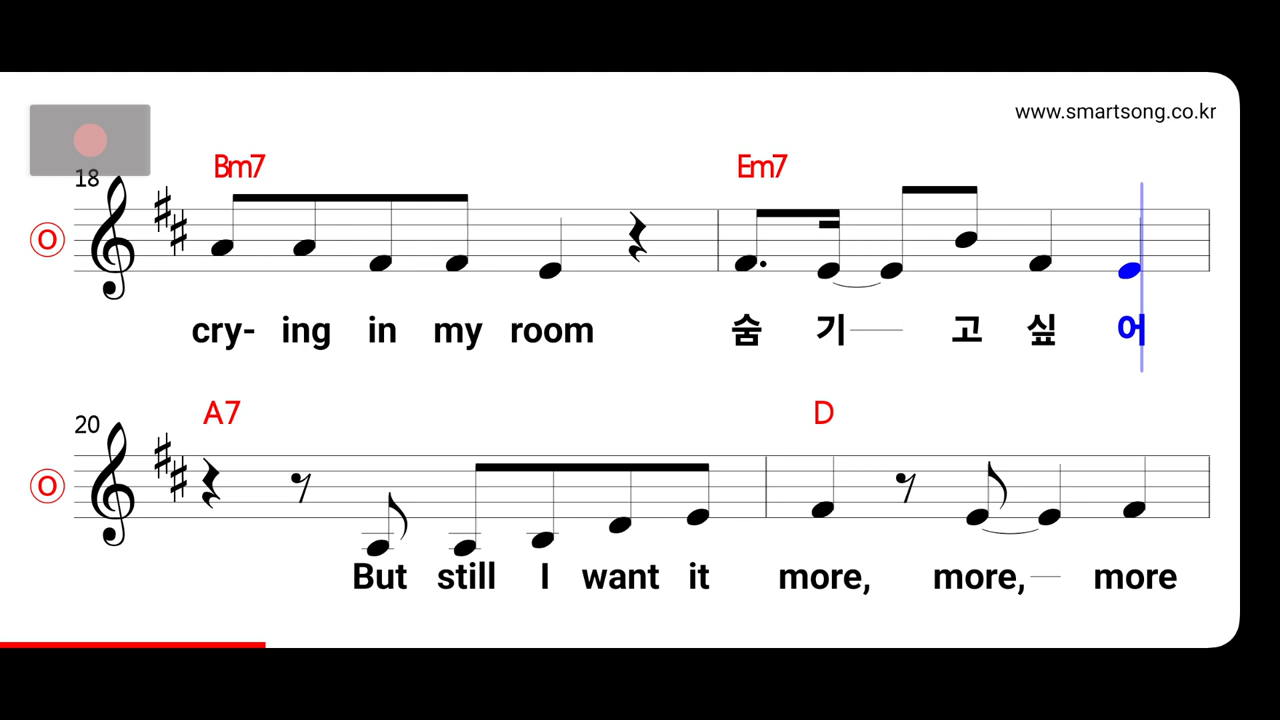 www.smartsong.co.kr
18 Bm7 Em7
O
cry- ing in my room 숨 기 고 싶 어
20 A7 D
O
But still I want it more, more, more